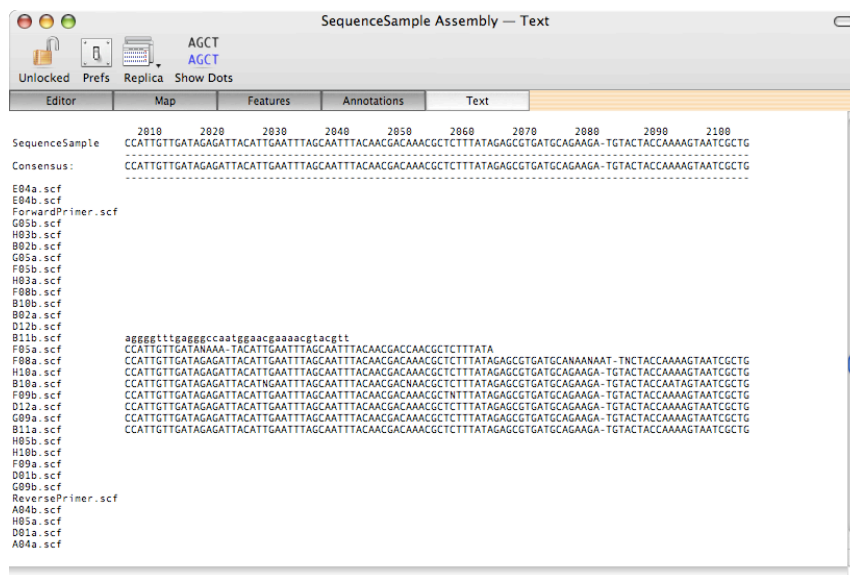 SequenceSample Assembly — Text
AGCT
AGCT
Unlocked Prefs Replica Show Dots
Editor Map Features Annotations Text
2010 2020 2030 2040 2050 2060 2070 2080 2090 2100
SequenceSample CCATTGTTGATAGAGATTACATTGAATTTAGCAATTTACAACGACAAACGCTCTTTATAGAGCGTGATGCAGAAGA-TGTACTACCAAAAGTAATCGCTG
----------------------------------------------------------------------------------------------------
Consensus: CCATTGTTGATAGAGATTACATTGAATTTAGCAATTTACAACGACAAACGCTCTTTATAGAGCGTGATGCAGAAGA-TGTACTACCAAAAGTAATCGCTG
----------------------------------------------------------------------------------------------------
E04a.scf
E04b.scf
ForwardPrimer.scf
G05b.scf
H03b.scf
B02b.scf
G05a.scf
F05b.scf
H03a.scf
F08b.scf
B10b.scf
B02a.scf
D12b.scf
B11b.scf aggggtttgagggccaatggaacgaaaacgtacgtt
F05a.scf CCATTGTTGATANAAA-TACATTGAATTTAGCAATTTACAACGACCAACGCTCTTTATA
F08a.scf CCATTGTTGATAGAGATTACATTGAATTTAGCAATTTACAACGACAAACGCTCTTTATAGAGCGTGATGCANAANAAT-TNCTACCAAAAGTAATCGCTG
H10a.scf CCATTGTTGATAGAGATTACATTGAATTTAGCAATTTACAACGACAAACGCTCTTTATAGAGCGTGATGCAGAAGA-TGTACTACCAAAAGTAATCGCTG
B10a.scf CCATTGTTGATAGAGATTACATNGAATTTAGCAATTTACAACGACNAACGCTCTTTATAGAGCGTGATGCAGAAGA-TGTACTACCAATAGTAATCGCTG
F09b.scf CCATTGTTGATAGAGATTACATTGAATTTAGCAATTTACAACGACAAACGCTNTTTATAGAGCGTGATGCAGAAGA-TGTACTACCAAAAGTAATCGCTG
D12a.scf CCATTGTTGATAGAGATTACATTGAATTTAGCAATTTACAACGACAAACGCTCTTTATAGAGCGTGATGCAGAAGA-TGTACTACCAAAAGTAATCGCTG
G09a.scf CCATTGTTGATAGAGATTACATTGAATTTAGCAATTTACAACGACAAACGCTCTTTATAGAGCGTGATGCAGAAGA-TGTACTACCAAAAGTAATCGCTG
B11a.scf CCATTGTTGATAGAGATTACATTGAATTTAGCAATTTACAACGACAAACGCTCTTTATAGAGCGTGATGCAGAAGA-TGTACTACCAAAAGTAATCGCTG
H05b.scf
H10b.scf
F09a.scf
D01b.scf
G09b.scf
ReversePrimer.scf
A04b.scf
H05a.scf
D01a.scf
A04a.scf